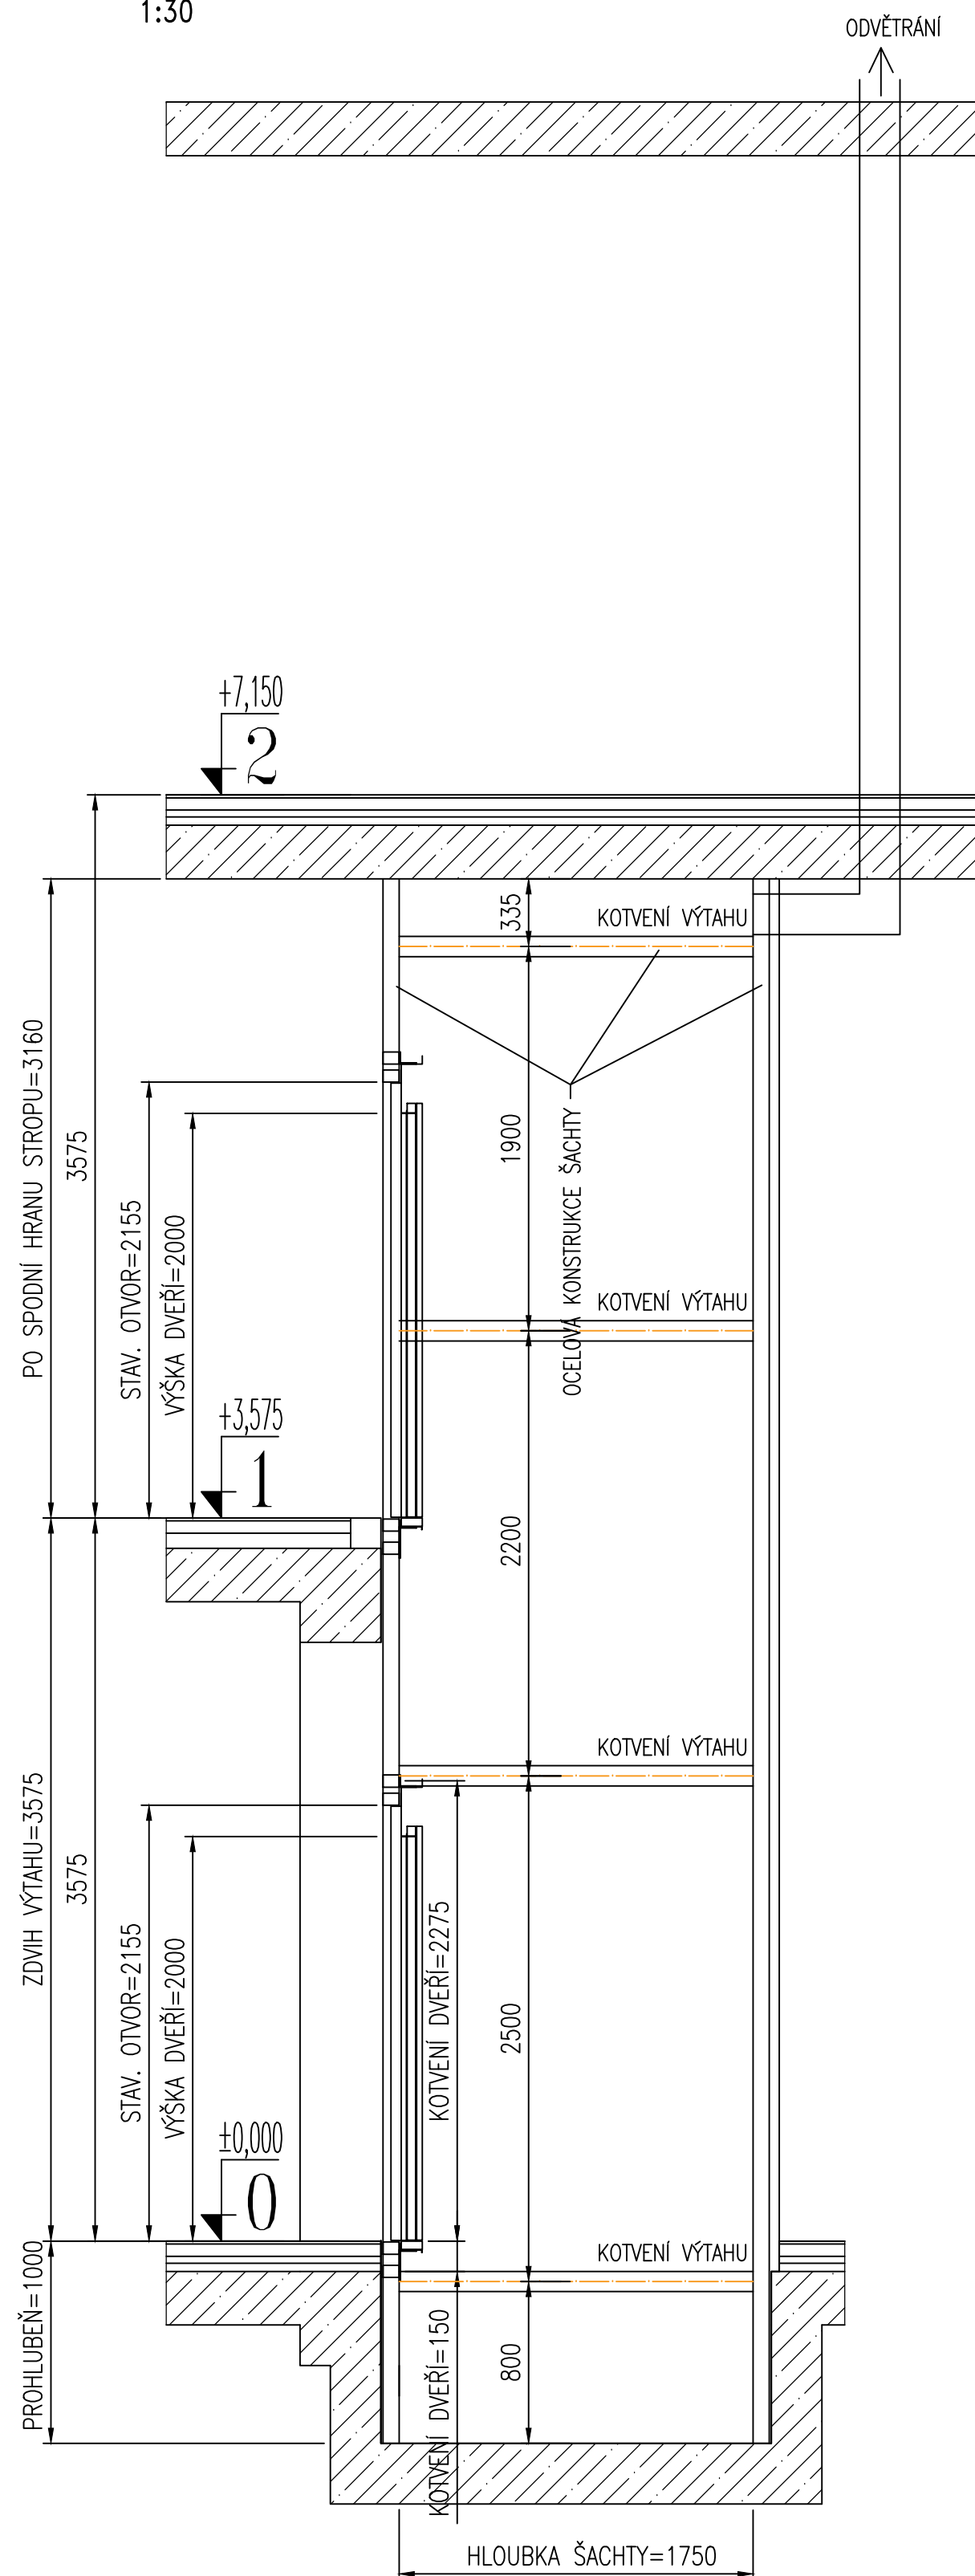 1:30
ODVĚTRÁNÍ
+7,150
2
335
KOTVENÍ VÝTAHU
PO SPODNÍ HRANU STROPU=3160
3575
STAV. OTVOR=2155
VÝŠKA DVEŘÍ=2000
1900
OCELOVÁ KONSTRUKCE ŠACHTY
KOTVENÍ VÝTAHU
+3,575
1
2200
KOTVENÍ VÝTAHU
ZDVIH VÝTAHU=3575
3575
STAV. OTVOR=2155
VÝŠKA DVEŘÍ=2000
KOTVENÍ DVEŘÍ=2275
2500
±0,000
0
KOTVENÍ VÝTAHU
PROHLUBEŇ=1000
KOTVENÍ DVEŘÍ=150
800
HLOUBKA ŠACHTY=1750